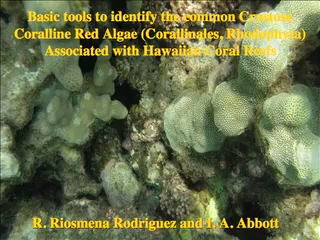 Basic tools to identify the common Crustose
Coralline Red Algae (Corallinales, Rhodophyta)
Associated with Hawaiian Coral Reefs
R. Riosmena Rodriguez and I. A. Abbott